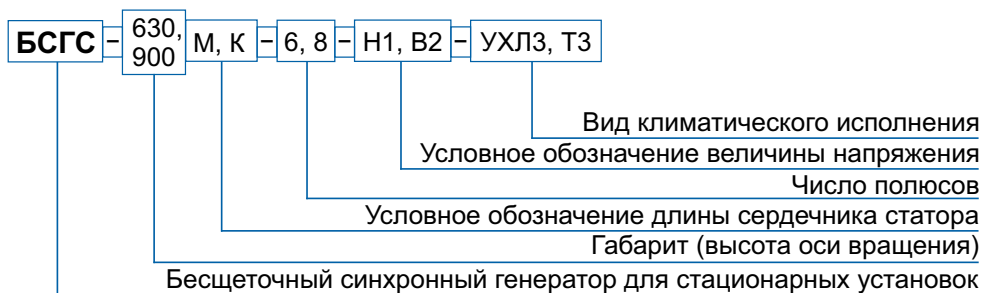 БСГС – 630, 900 М, К – 6, 8 – Н1, В2 – УХЛ3, Т3
Вид климатического исполнения
Условное обозначение величины напряжения
Число полюсов
Условное обозначение длины сердечника статора
Габарит (высота оси вращения)
Бесщеточный синхронный генератор для стационарных установок